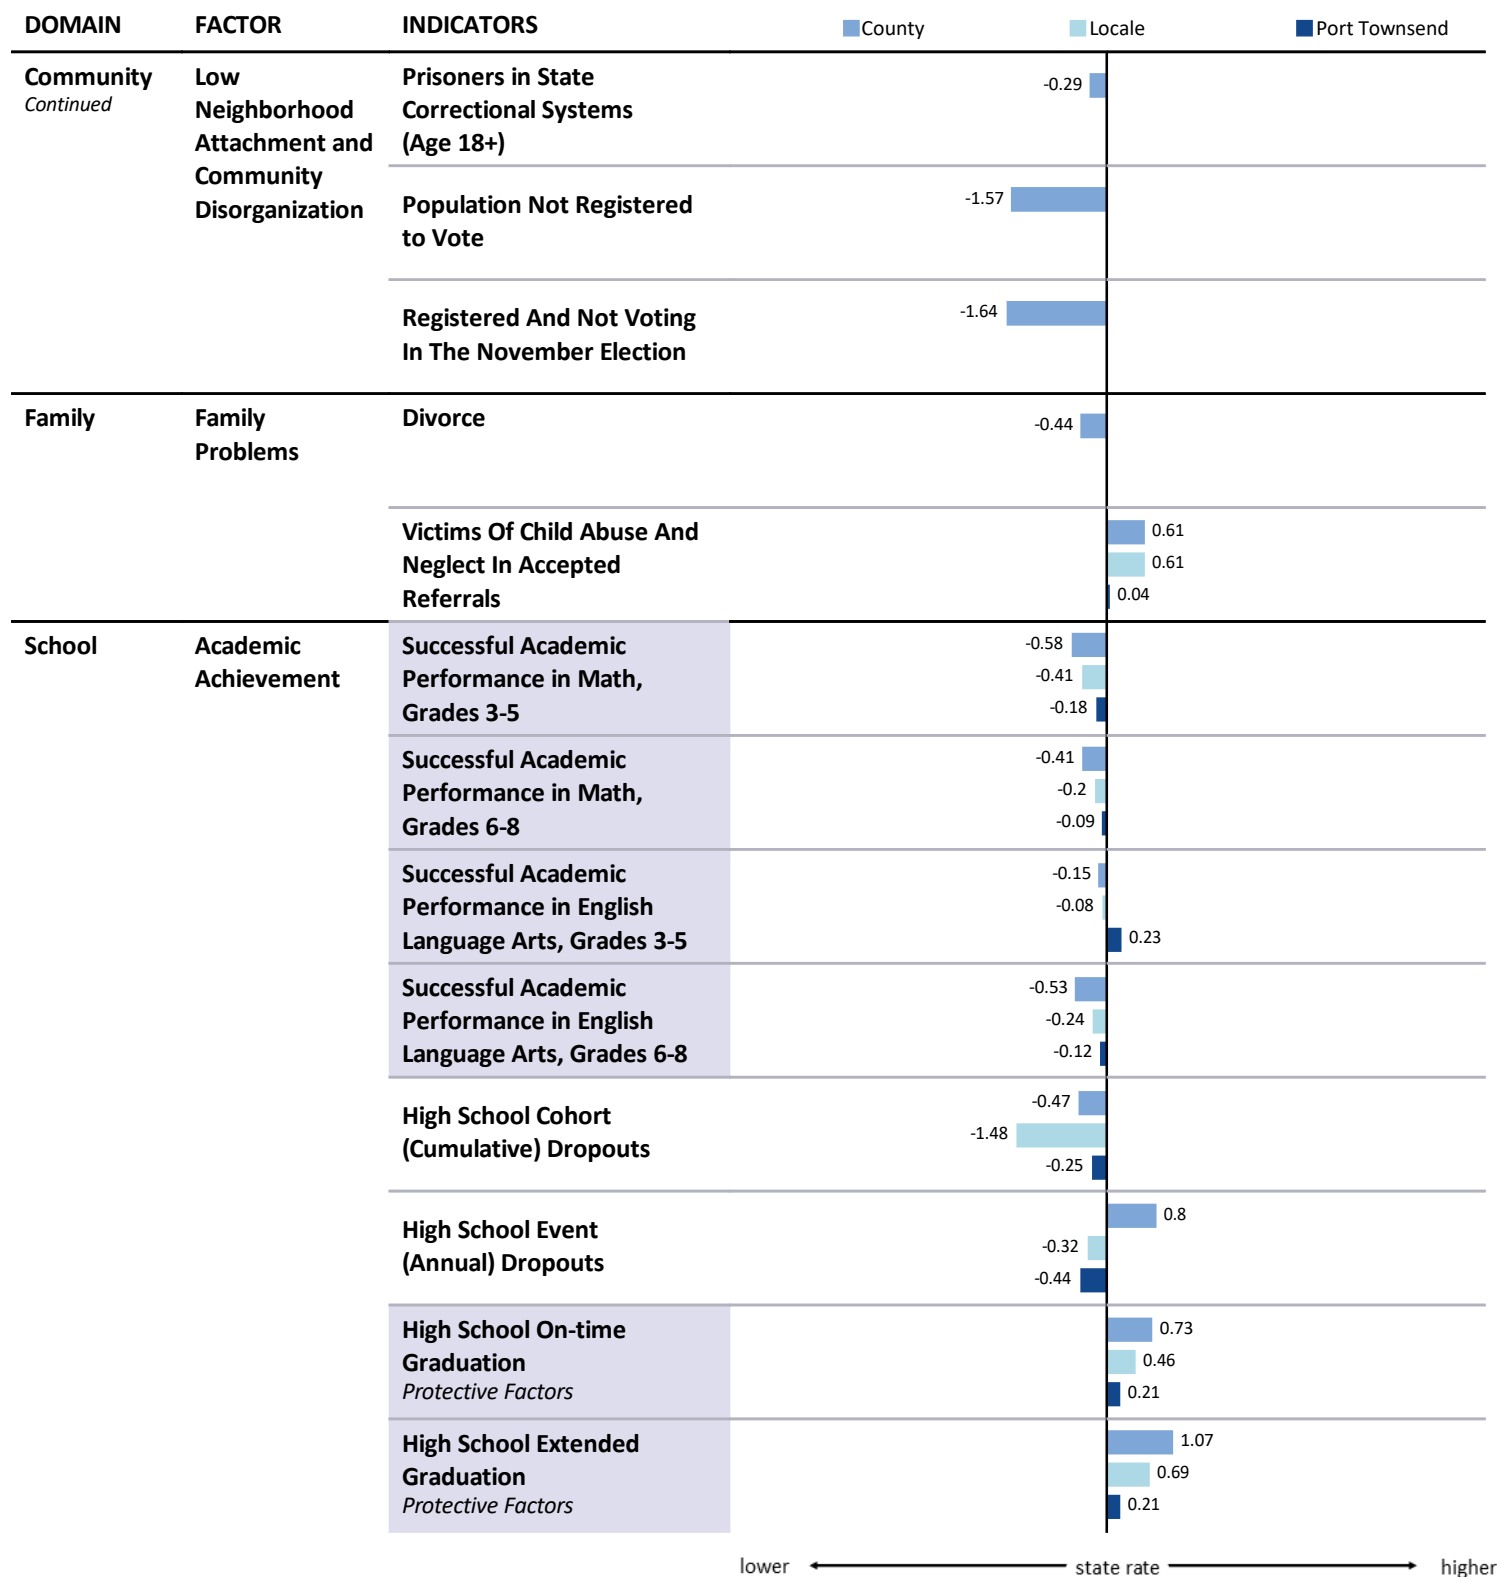 DOMAIN FACTOR INDICATORS County Locale Port Townsend
Community
Continued
Low
Neighborhood
Attachment and
Community
Disorganization
Prisoners in State
Correctional Systems
(Age 18+)
-0.29
Population Not Registered
to Vote
-1.57
Registered And Not Voting
In The November Election
-1.64
Family
Family
Problems
Divorce
-0.44
Victims Of Child Abuse And
Neglect In Accepted
Referrals
0.61
0.61
0.04
School
Academic
Achievement
Successful Academic
Performance in Math,
Grades 3-5
-0.58
-0.41
-0.18
Successful Academic
Performance in Math,
Grades 6-8
-0.41
-0.2
-0.09
Successful Academic
Performance in English
Language Arts, Grades 3-5
-0.15
-0.08
0.23
Successful Academic
Performance in English
Language Arts, Grades 6-8
-0.53
-0.24
-0.12
High School Cohort
(Cumulative) Dropouts
-0.47
-1.48
-0.25
High School Event
(Annual) Dropouts
0.8
-0.32
-0.44
High School On-time
Graduation
Protective Factors
0.73
0.46
0.21
High School Extended
Graduation
Protective Factors
1.07
0.69
0.21
lower state rate higher